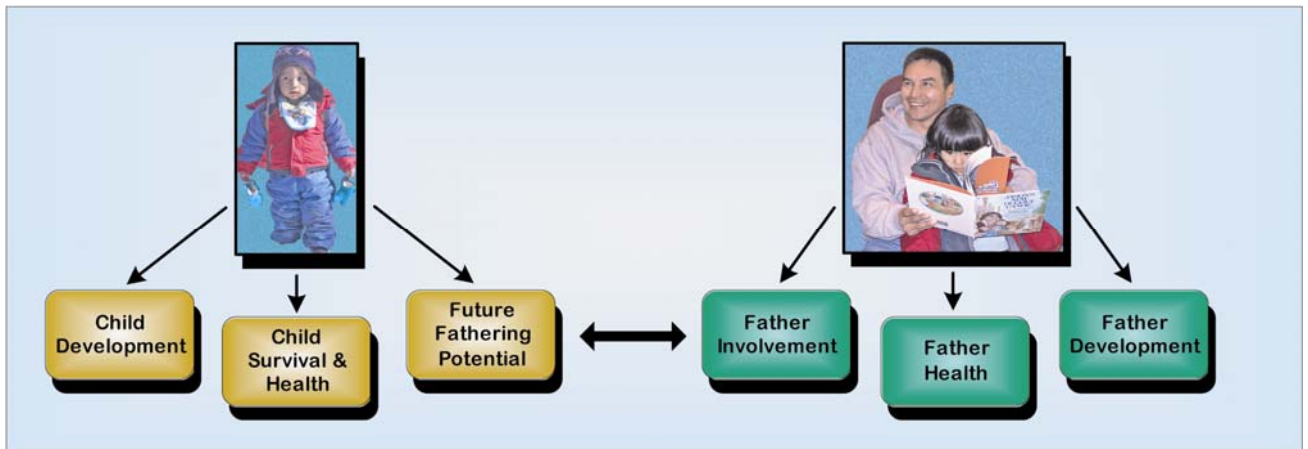 Child
Development
Child
Survival &
Health
Future
Fathering
Potential
Father
Involvement
Father
Health
Father
Development